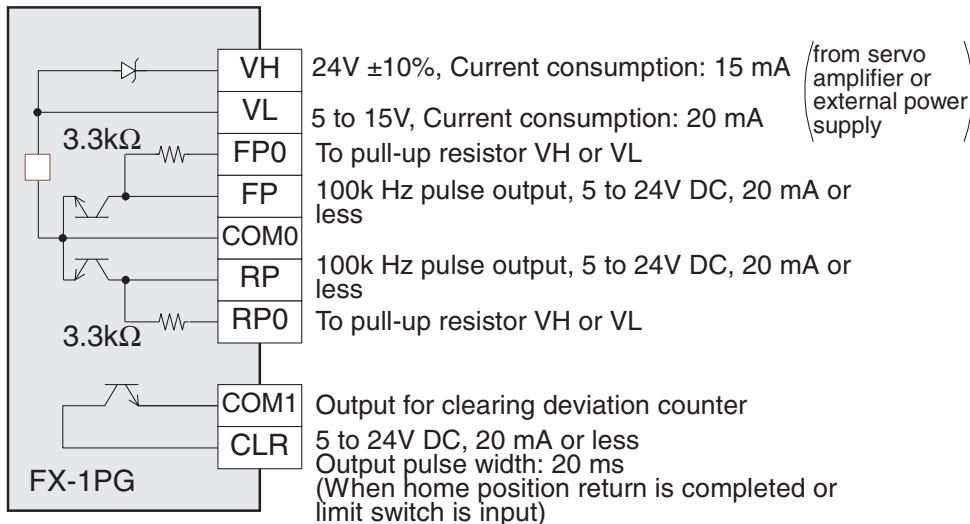 VH 24V ±10%, Current consumption: 15 mA
(from servo
amplifier or
external power
supply)
VL 5 to 15V, Current consumption: 20 mA
3.3kΩ
FP0 To pull-up resistor VH or VL
FP 100k Hz pulse output, 5 to 24V DC, 20 mA or
less
COM0
RP 100k Hz pulse output, 5 to 24V DC, 20 mA or
less
RP0 To pull-up resistor VH or VL
3.3kΩ
COM1 Output for clearing deviation counter
CLR 5 to 24V DC, 20 mA or less
Output pulse width: 20 ms
(When home position return is completed or
limit switch is input)
FX-1PG